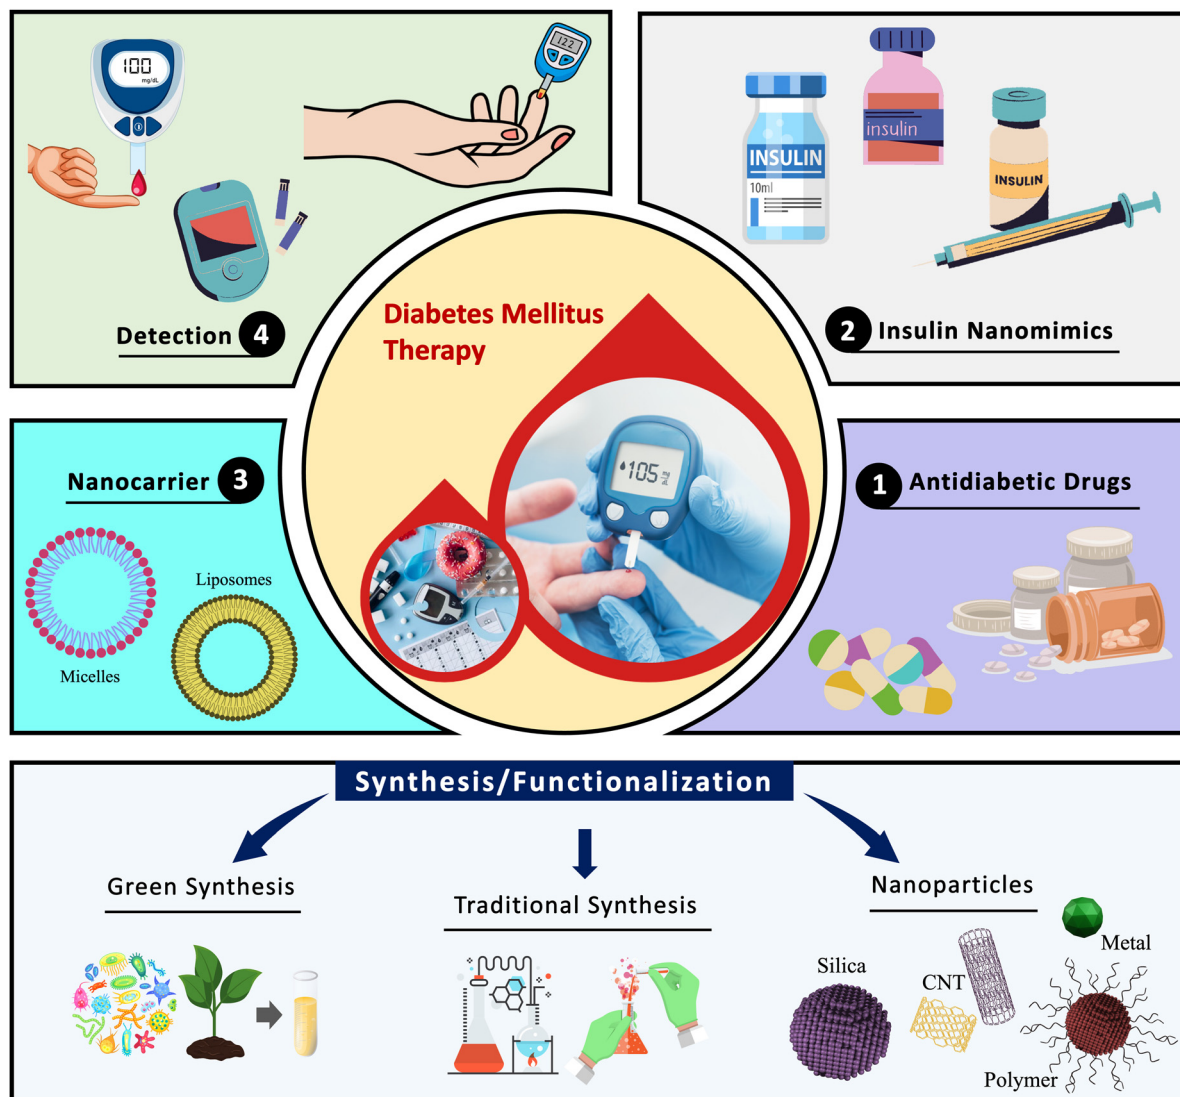 100
mg/dL
122
insulin
INSULIN
10ml
INSULIN
Detection 4
2 Insulin Nanomimics
Diabetes Mellitus
Therapy
105
Nanocarrier 3
1 Antidiabetic Drugs
Liposomes
Micelles
Synthesis/Functionalization
Green Synthesis
Traditional Synthesis
Nanoparticles
Metal
Silica
CNT
Polymer